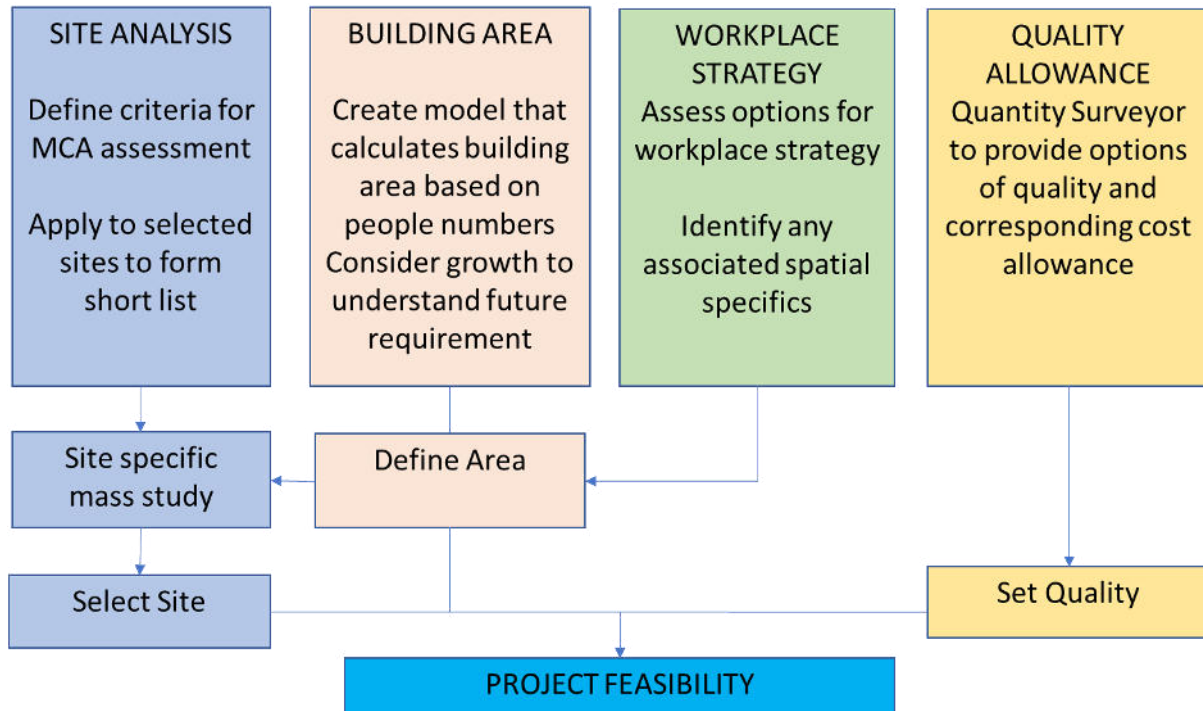 SITE ANALYSIS
Define criteria for
MCA assessment
Apply to selected
sites to form
short list
BUILDING AREA
Create model that
calculates building
area based on
people numbers
Consider growth to
understand future
requirement
WORKPLACE
STRATEGY
Assess options for
workplace strategy
Identify any
associated spatial
specifics
QUALITY
ALLOWANCE
Quantity Surveyor
to provide options
of quality and
corresponding cost
allowance
Site specific
mass study
Define Area
Select Site
Set Quality
PROJECT FEASIBILITY